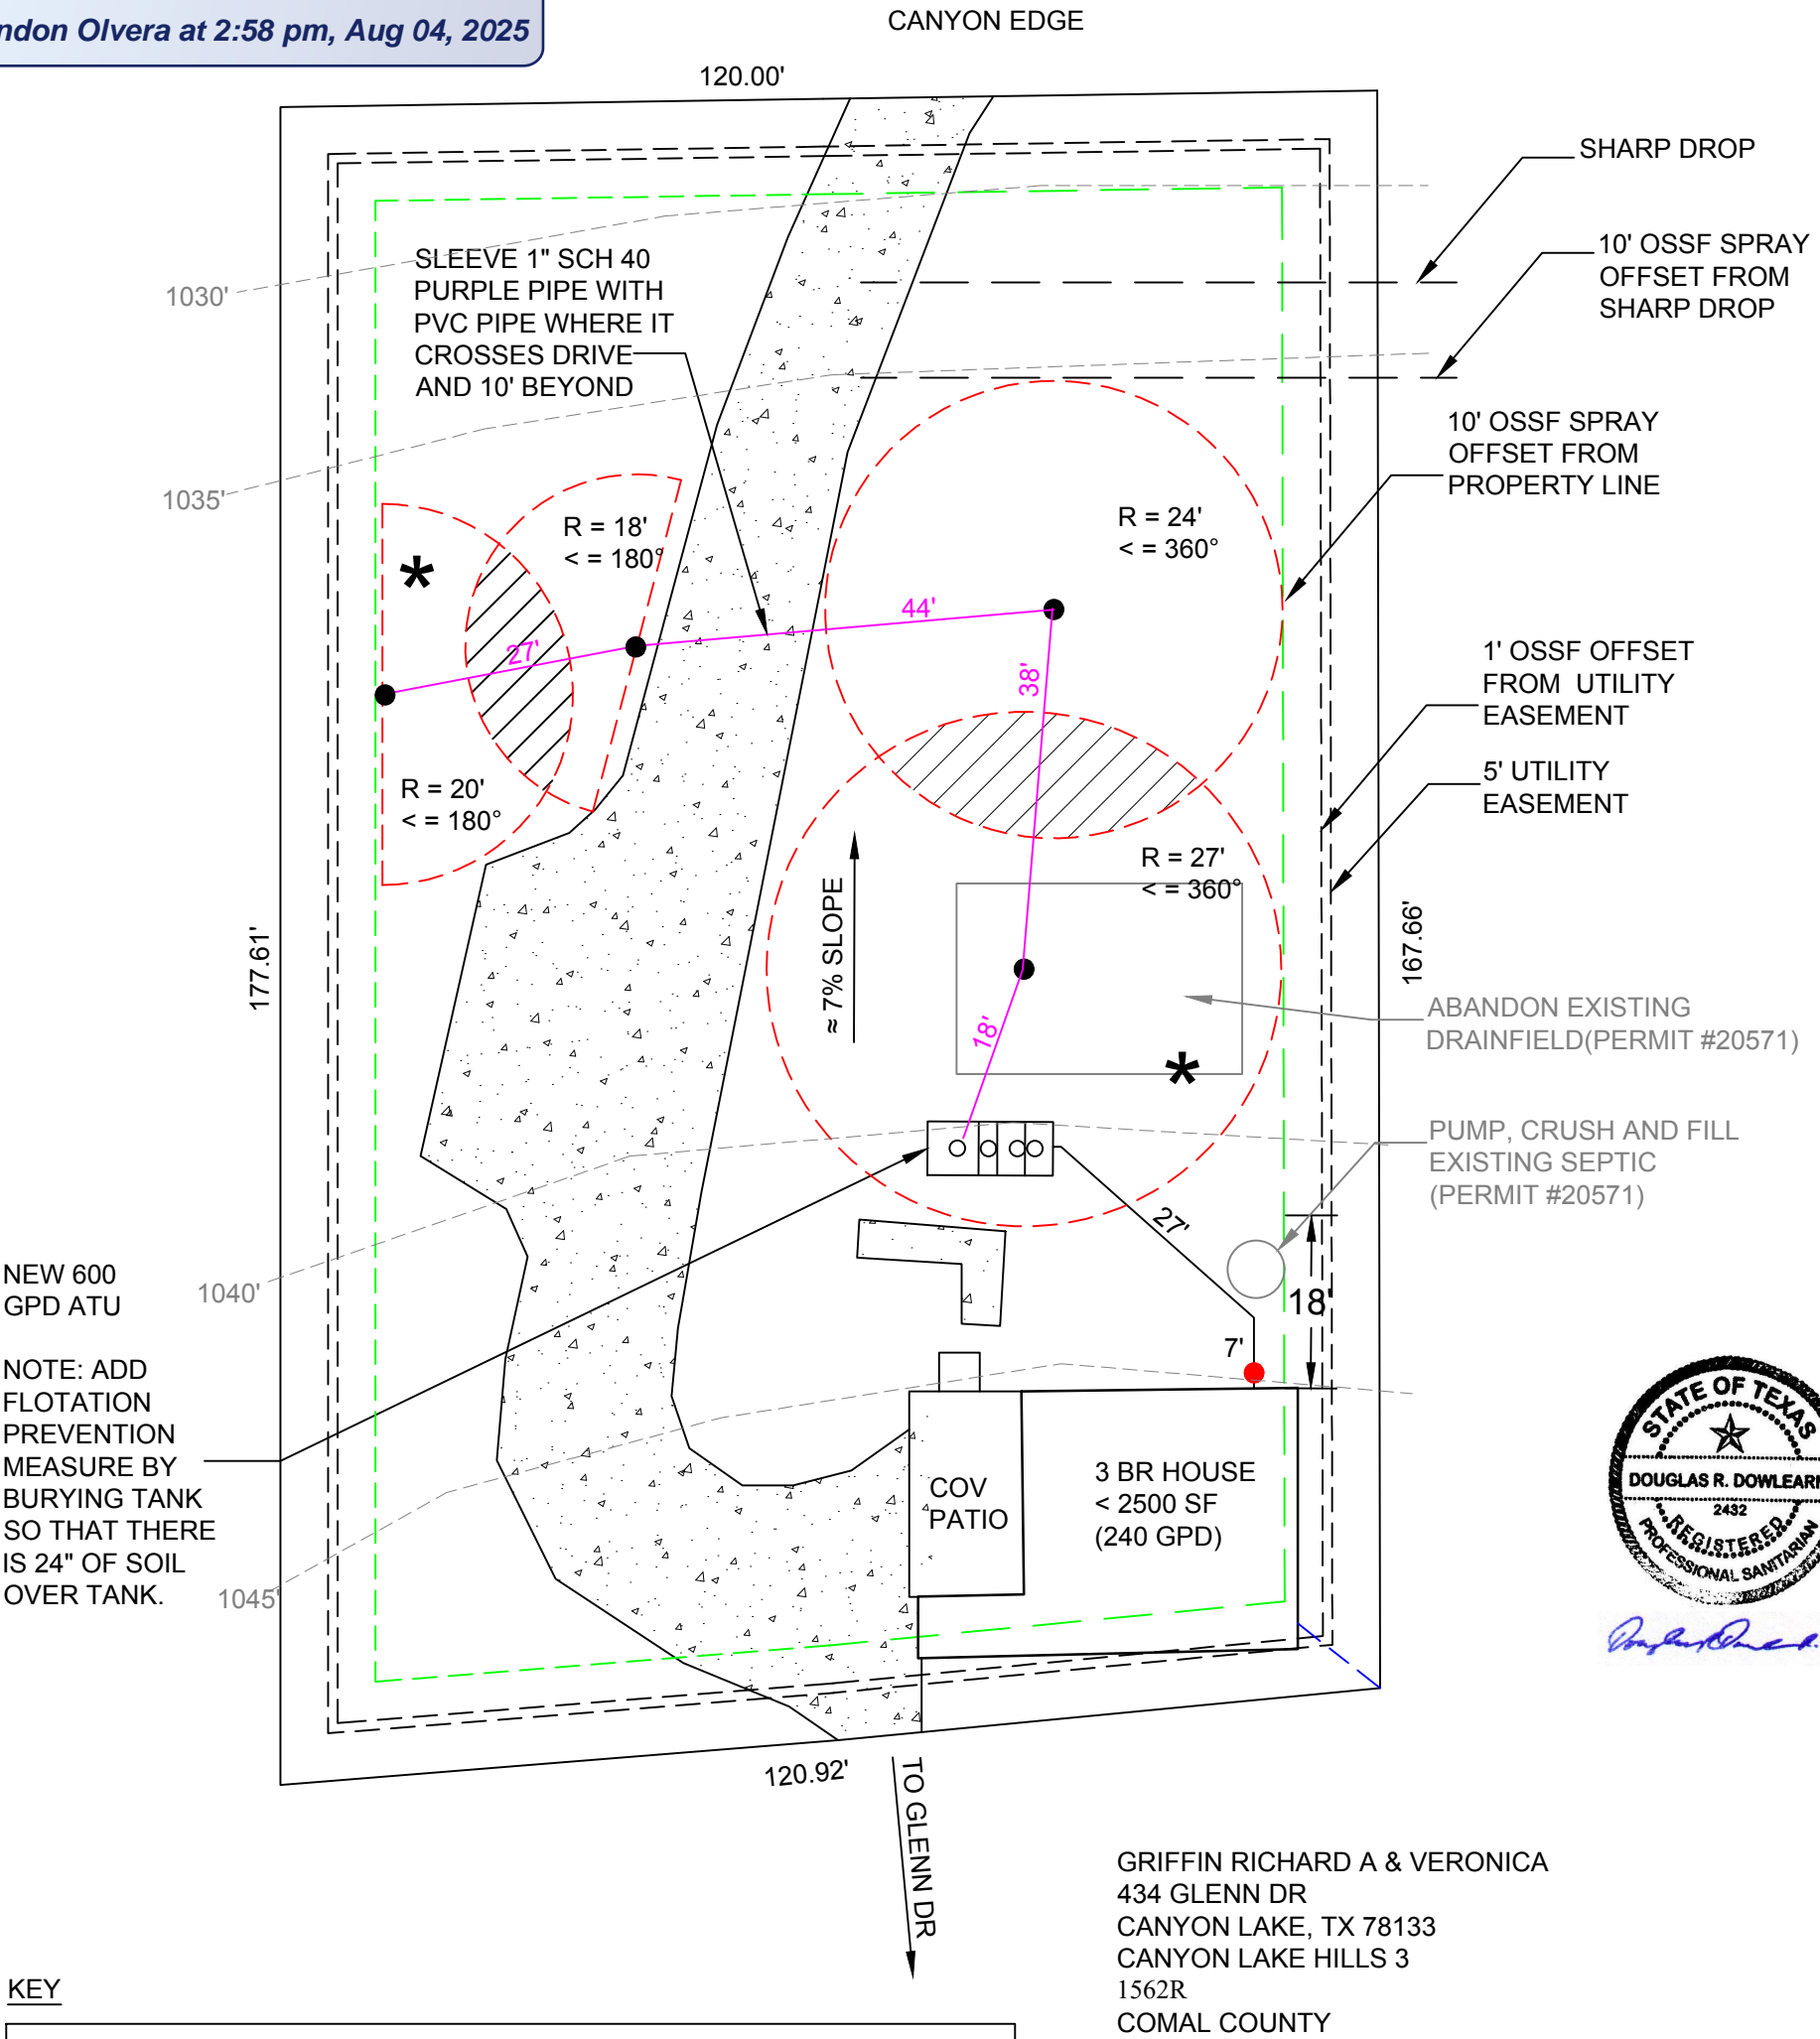 ndon Olvera at 2:58 pm, Aug 04, 2025
CANYON EDGE
120.00'
SHARP DROP
10' OSSF SPRAY
OFFSET FROM
SHARP DROP
SLEEVE 1" SCH 40
PURPLE PIPE WITH
PVC PIPE WHERE IT
CROSSES DRIVE
AND 10' BEYOND
1030'
10' OSSF SPRAY
OFFSET FROM
PROPERTY LINE
1035'
R = 18'
< = 180°
R = 24'
< = 360°
*
44'
27'
38'
1' OSSF OFFSET
FROM UTILITY
EASEMENT
5' UTILITY
EASEMENT
R = 20'
< = 180°
R = 27'
< = 360°
≈ 7% SLOPE
177.61'
167.66'
18'
*
ABANDON EXISTING
DRAINFIELD(PERMIT #20571)
PUMP, CRUSH AND FILL
EXISTING SEPTIC
(PERMIT #20571)
27'
18'
7'
NEW 600
GPD ATU
1040'
NOTE: ADD
FLOTATION
PREVENTION
MEASURE BY
BURYING TANK
SO THAT THERE
IS 24" OF SOIL
OVER TANK.
1045'
COV
PATIO
3 BR HOUSE
< 2500 SF
(240 GPD)
STATE OF TEXAS
DOUGLAS R. DOWLEARN
2432
REGISTERED
PROFESSIONAL SANITARIAN
120.92'
TO GLENN DR
GRIFFIN RICHARD A & VERONICA
434 GLENN DR
CANYON LAKE, TX 78133
CANYON LAKE HILLS 3
1562R
COMAL COUNTY
KEY